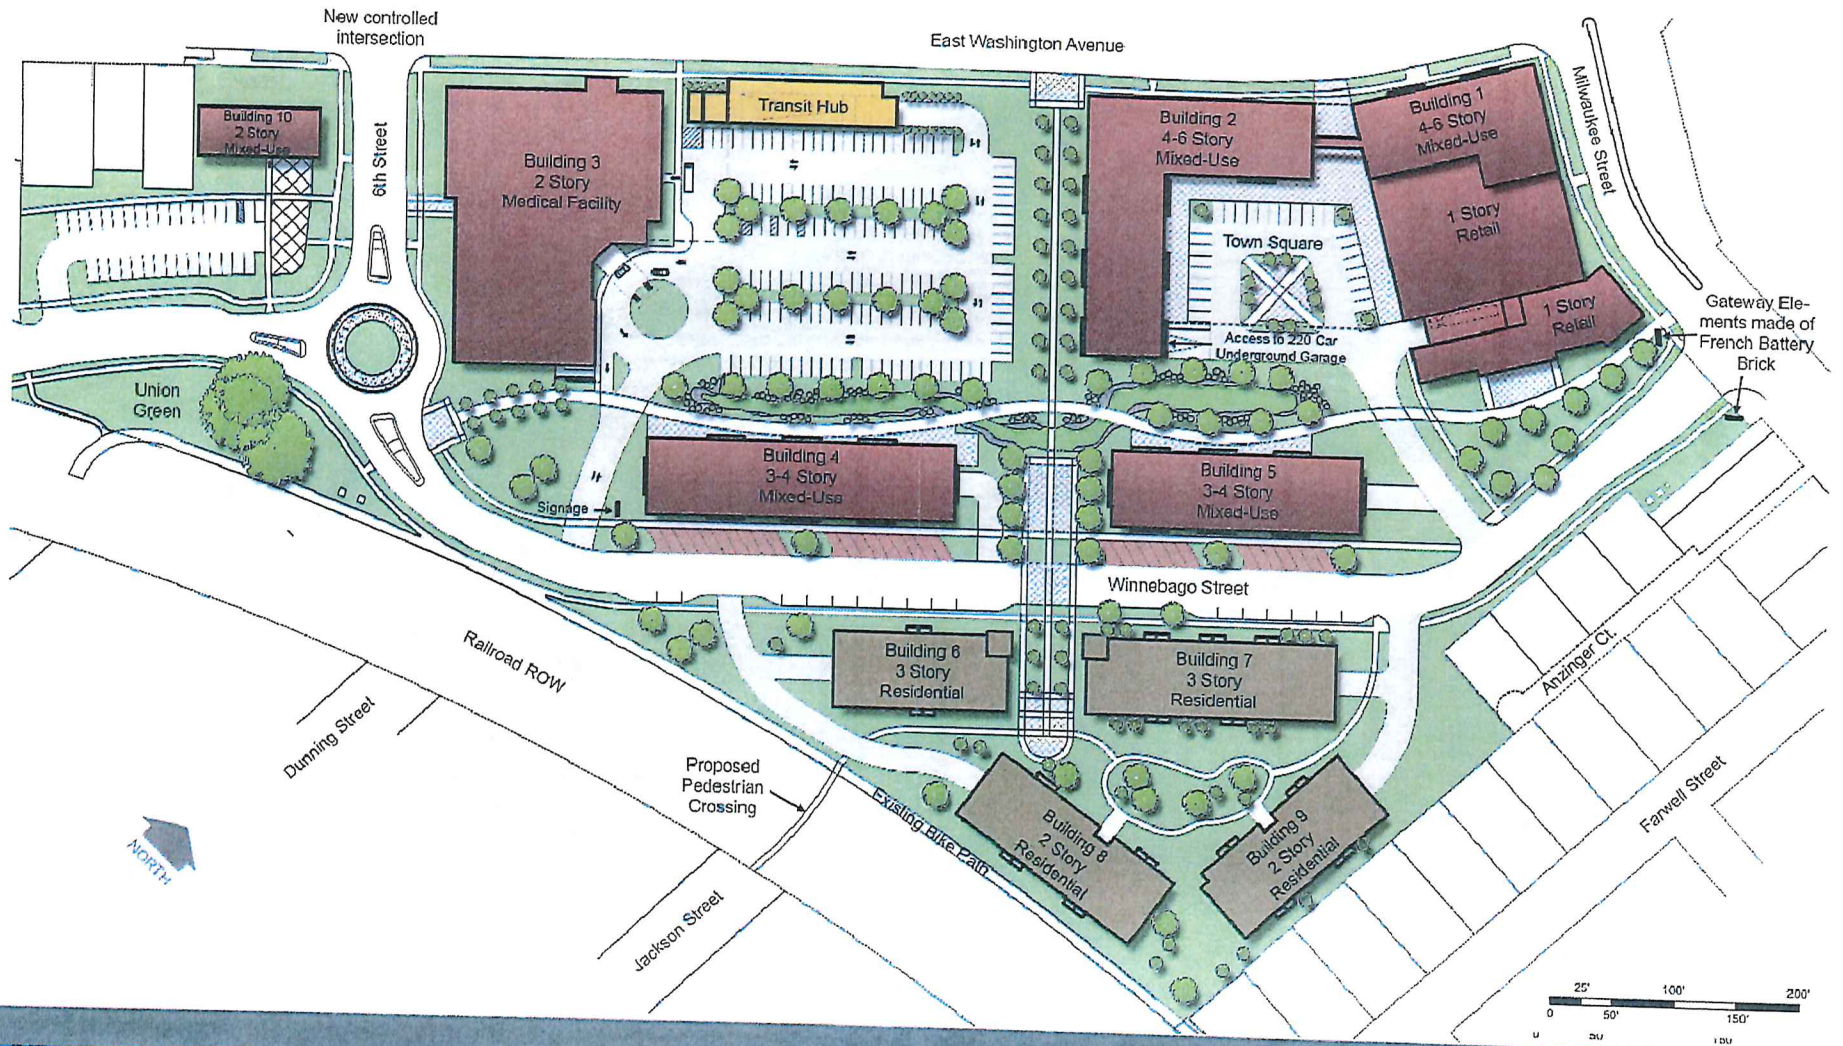 New controlled
intersection
East Washington Avenue
Milwaukee Street
6th Street
Building 10
2 Story
Mixed-Use
Building 3
2 Story
Medical Facility
Transit Hub
Building 2
4-6 Story
Mixed-Use
Building 1
4-6 Story
Mixed-Use
1 Story
Retail
Town Square
1 Story
Retail
Access to 220 Car
Underground Garage
Gateway Ele-
ments made of
French Battery
Brick
Union
Green
Building 4
3-4 Story
Mixed-Use
Building 5
3-4 Story
Mixed-Use
Signage
Winnebago Street
Railroad ROW
Building 6
3 Story
Residential
Building 7
3 Story
Residential
Anzinger Ct.
Dunning Street
Proposed
Pedestrian
Crossing
Existing Bike Path
Building 8
2 Story
Residential
Building 9
2 Story
Residential
Farwell Street
NORTH
Jackson Street
25' 100' 200'
0 50' 150'